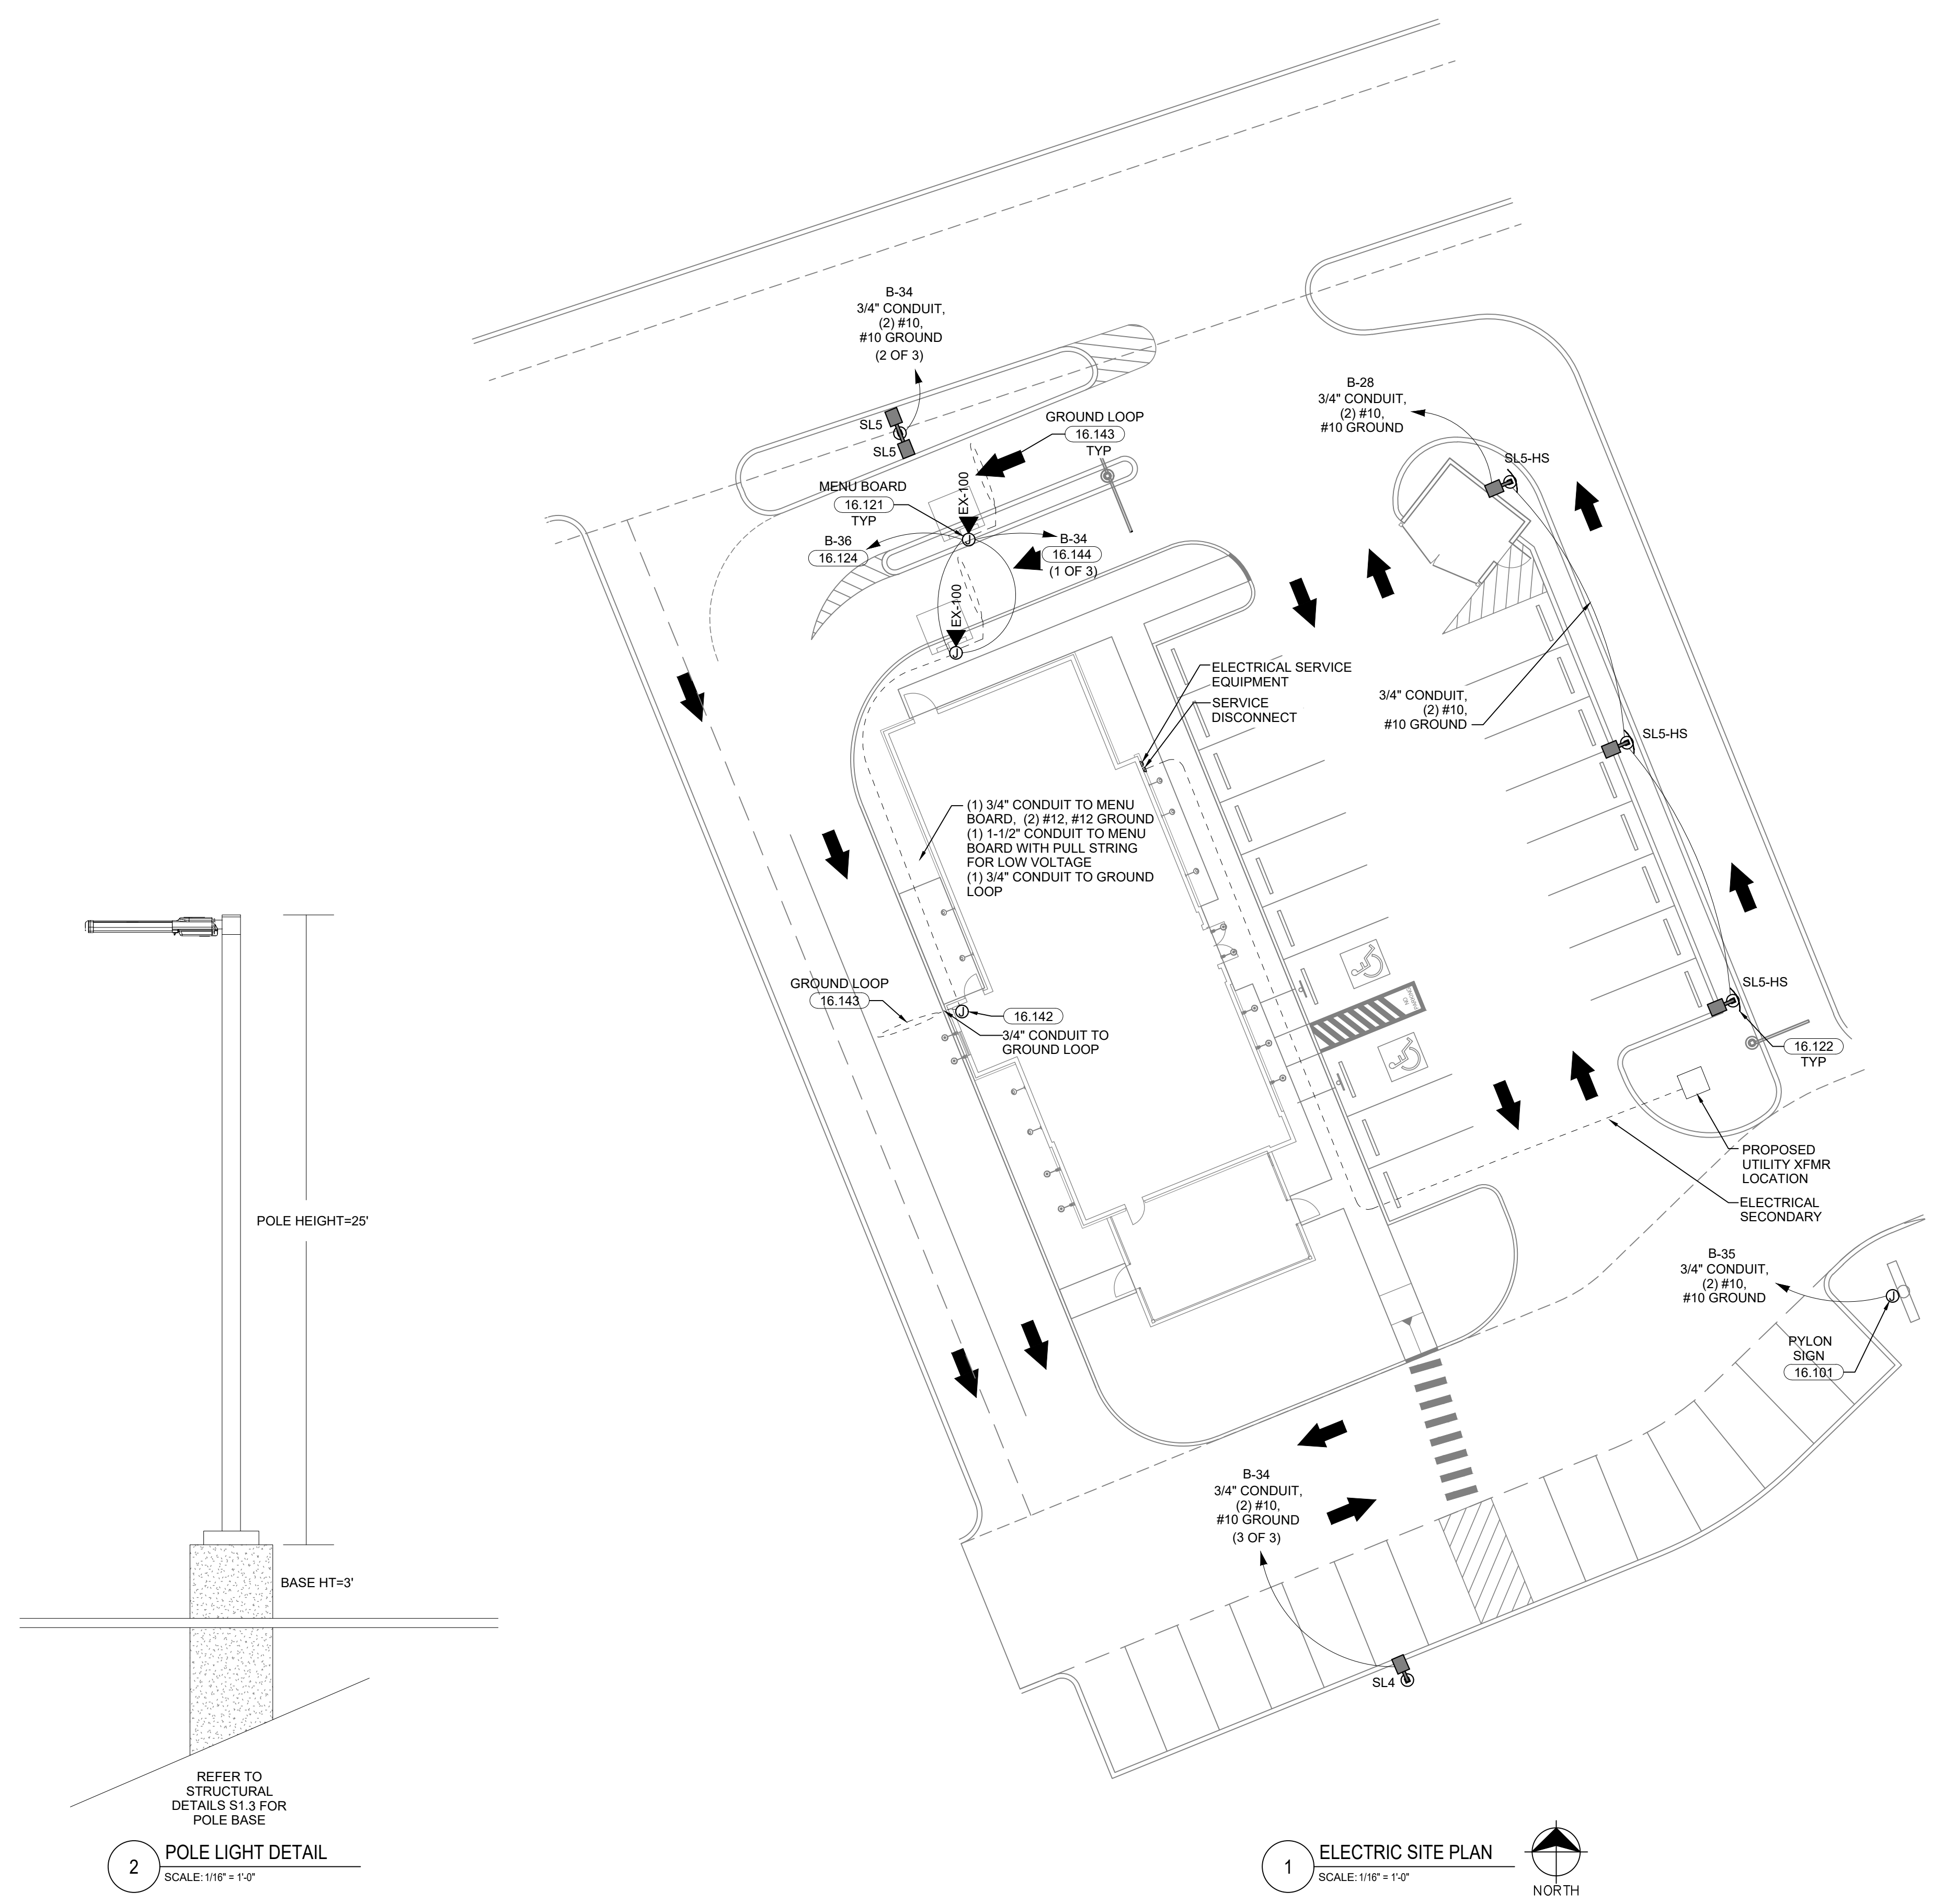 B-34
3/4" CONDUIT,
(2) #10,
#10 GROUND
(2 OF 3)
SL5
SL5
GROUND LOOP
16.143
TYP
B-28
3/4" CONDUIT,
(2) #10,
#10 GROUND
SL5-HS
MENU BOARD
16.121
TYP
EX-100
B-36
16.124
B-34
16.144
(1 OF 3)
J
EX-100
J
ELECTRICAL SERVICE
EQUIPMENT
SERVICE
DISCONNECT
3/4" CONDUIT,
(2) #10,
#10 GROUND
SL5-HS
(1) 3/4" CONDUIT TO MENU
BOARD, (2) #12, #12 GROUND
(1) 1-1/2" CONDUIT TO MENU
BOARD WITH PULL STRING
FOR LOW VOLTAGE
(1) 3/4" CONDUIT TO GROUND
LOOP
GROUND LOOP
16.143
J
16.142
3/4" CONDUIT TO
GROUND LOOP
NO
PARKING
SL5-HS
16.122
TYP
PROPOSED
UTILITY XFMR
LOCATION
ELECTRICAL
SECONDARY
B-35
3/4" CONDUIT,
(2) #10,
#10 GROUND
J
PYLON
SIGN
16.101
B-34
3/4" CONDUIT,
(2) #10,
#10 GROUND
(3 OF 3)
SL4
POLE HEIGHT=25'
BASE HT=3'
REFER TO
STRUCTURAL
DETAILS S1.3 FOR
POLE BASE
2
POLE LIGHT DETAIL
SCALE: 1/16" = 1'-0"
1
ELECTRIC SITE PLAN
SCALE: 1/16" = 1'-0"
NORTH